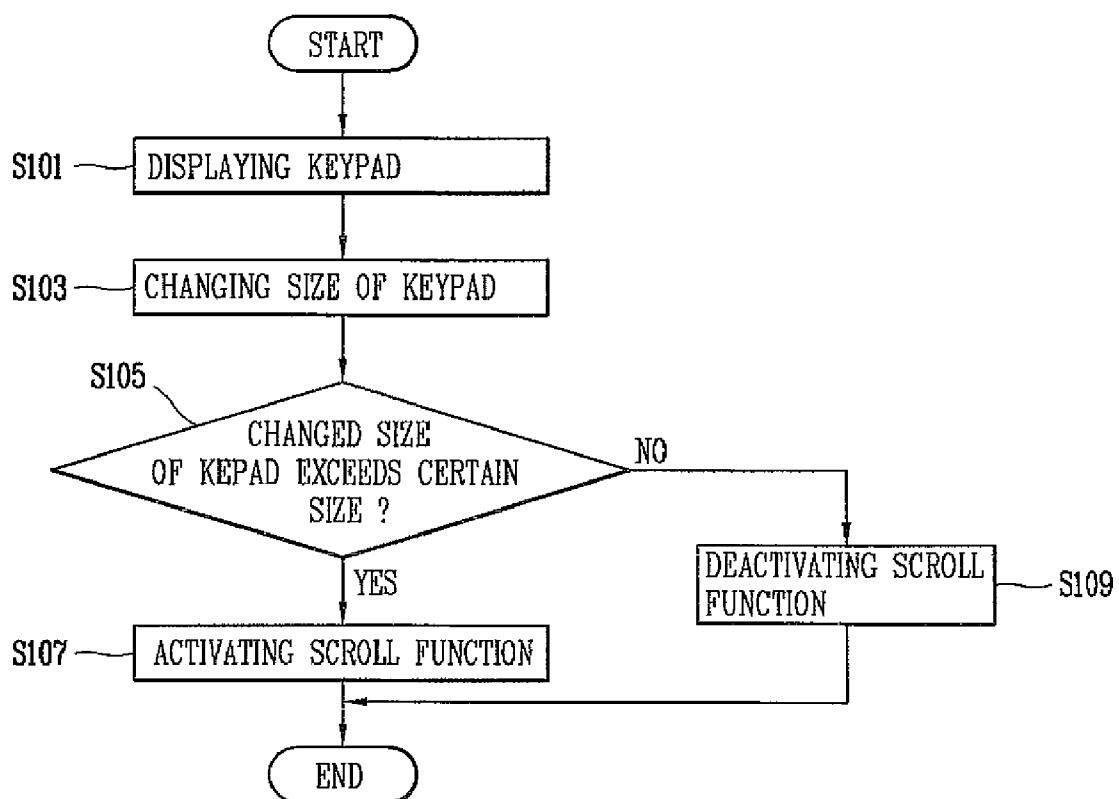 START
S101
DISPLAYING KEYPAD
S103
CHANGING SIZE OF KEYPAD
S105
CHANGED SIZE
OF KEPAD EXCEEDS CERTAIN
SIZE ?
NO
YES
DEACTIVATING SCROLL
FUNCTION
S109
S107
ACTIVATING SCROLL FUNCTION
END